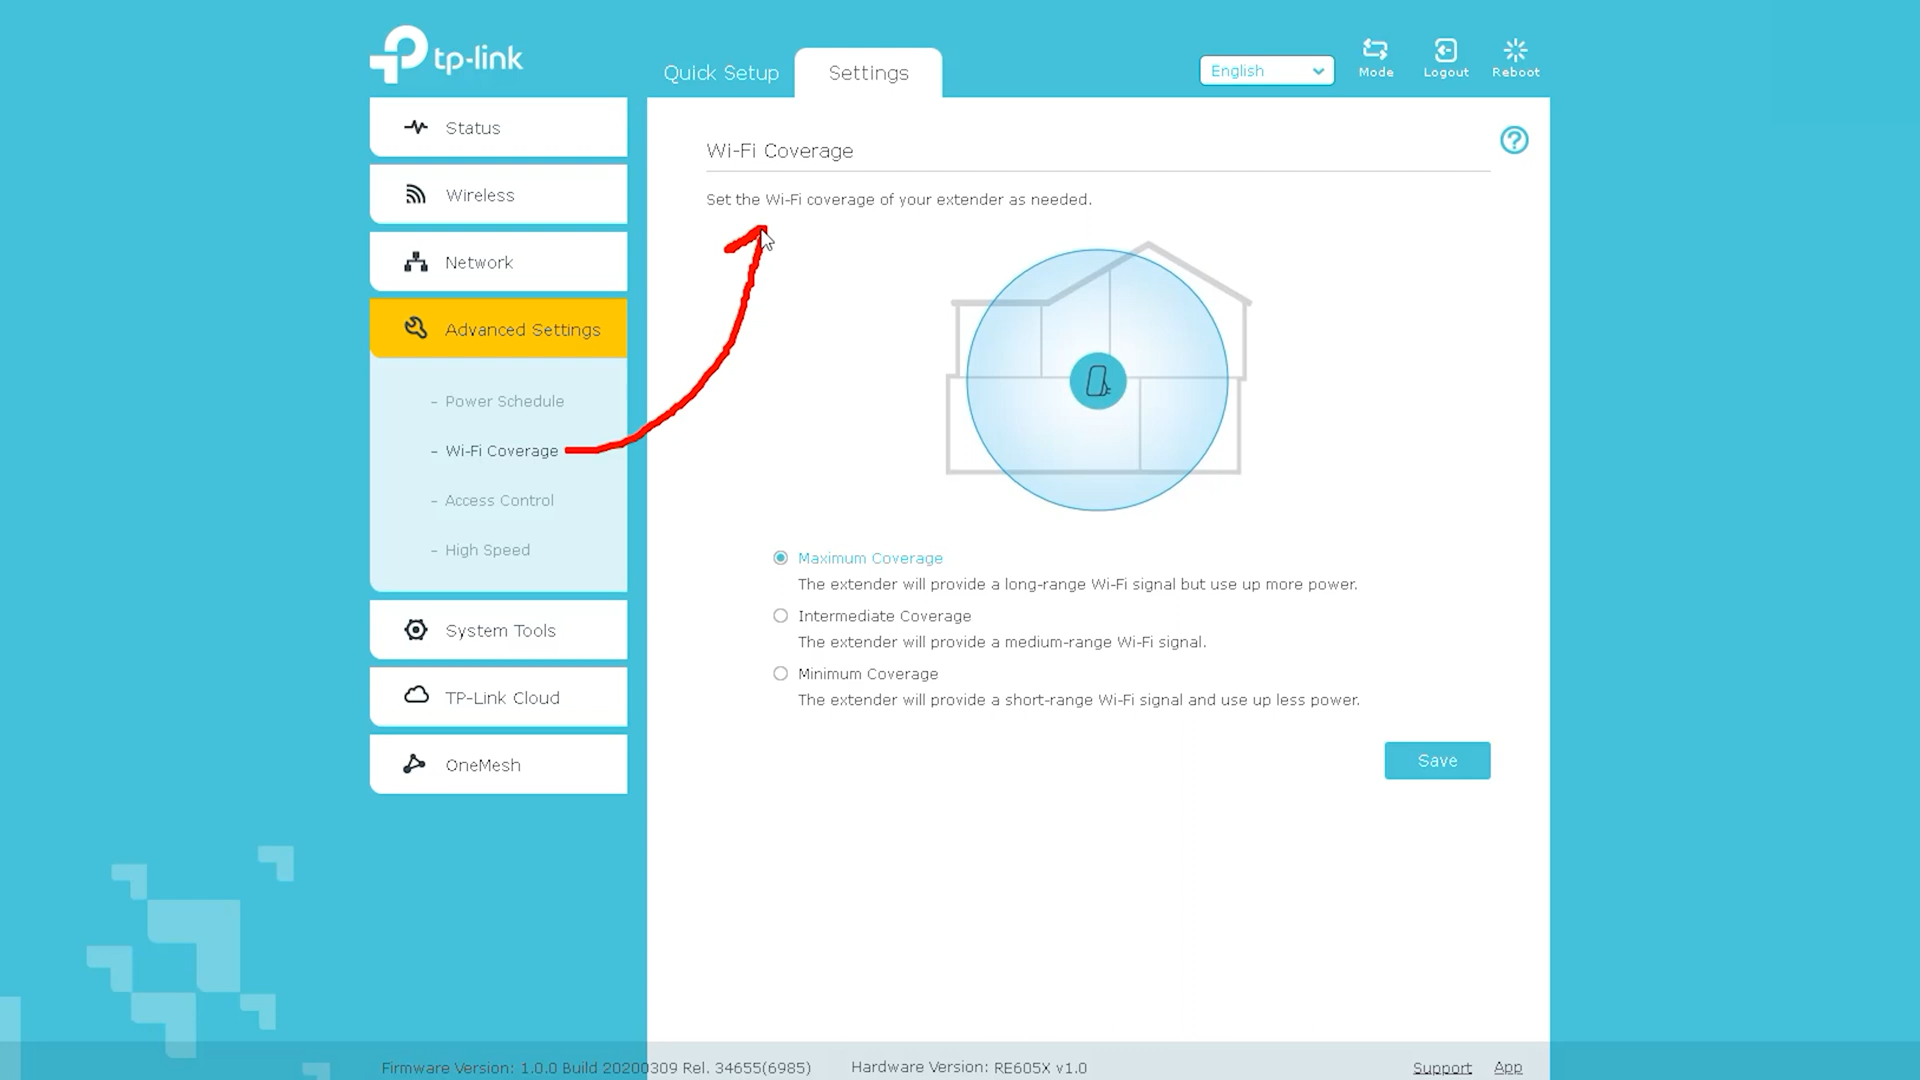 tp-link
Quick Setup
Settings
English
Mode
Logout
Reboot
Status
Wireless
Network
Advanced Settings
- Power Schedule
- Wi-Fi Coverage
- Access Control
- High Speed
System Tools
TP-Link Cloud
OneMesh
Wi-Fi Coverage
?
Set the Wi-Fi coverage of your extender as needed.
Maximum Coverage
The extender will provide a long-range Wi-Fi signal but use up more power.
Intermediate Coverage
The extender will provide a medium-range Wi-Fi signal.
Minimum Coverage
The extender will provide a short-range Wi-Fi signal and use up less power.
Save
Firmware Version: 1.0.0 Build 20200309 Rel. 34655(6985)
Hardware Version: RE605X v1.0
Support
App